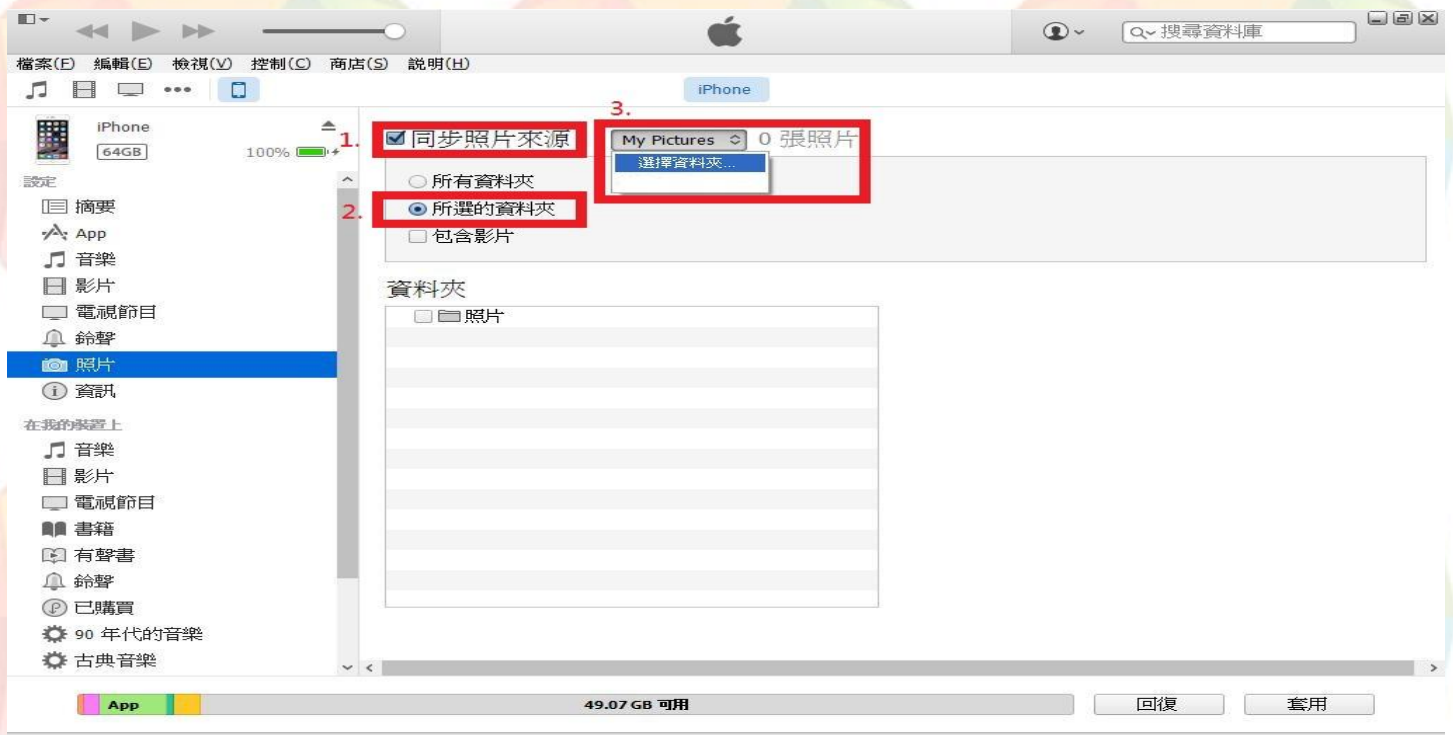 搜尋資料庫
檔案(F) 編輯(E) 檢視(V) 控制(C) 商店(S) 說明(H)
iPhone
iPhone
64GB 100%
設定
摘要
App
音樂
影片
電視節目
鈴聲
照片
資訊
在我的裝置上
音樂
影片
電視節目
書籍
有聲書
鈴聲
已購買
90 年代的音樂
古典音樂
1. 同步照片來源
3.
My Pictures 0 張照片
選擇資料夾...
所有資料夾
2. 所選的資料夾
包含影片
資料夾
照片
App 49.07 GB 可用 回復 套用